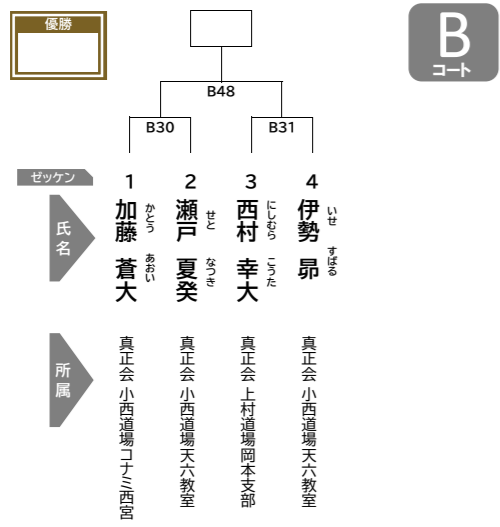 優勝
B
コート
B48
B30
B31
ゼッケン
1
2
3
4
氏名
加藤 蒼大
かとう あおい
瀬戸 夏癸
せと なつき
西村 幸大
にしむら こうた
伊勢 昴
いせ すばる
所属
真正会 小西道場コナミ西宮
真正会 小西道場天六教室
真正会 上村道場岡本支部
真正会 小西道場天六教室